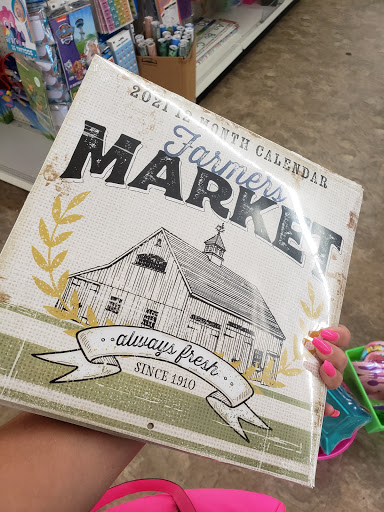 2021 12 MONTH CALENDAR
Farmers
MARKET
always fresh
SINCE 1910